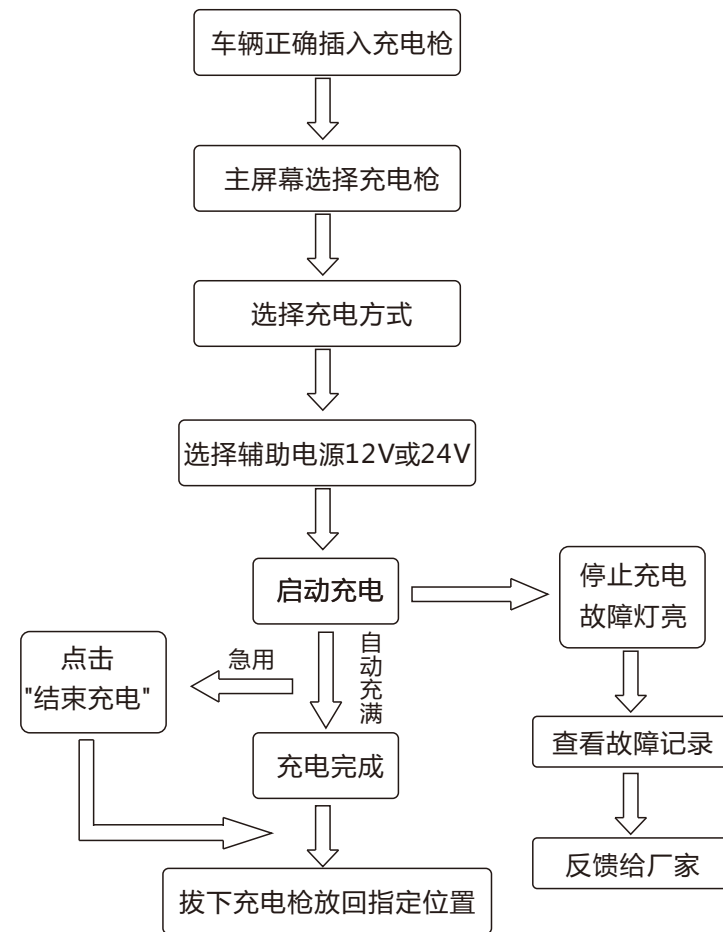 车辆正确插入充电枪
主屏幕选择充电枪
选择充电方式
选择辅助电源12V或24V
启动充电
停止充电
故障灯亮
急用
自动充满
点击
"结束充电"
充电完成
查看故障记录
反馈给厂家
拔下充电枪放回指定位置